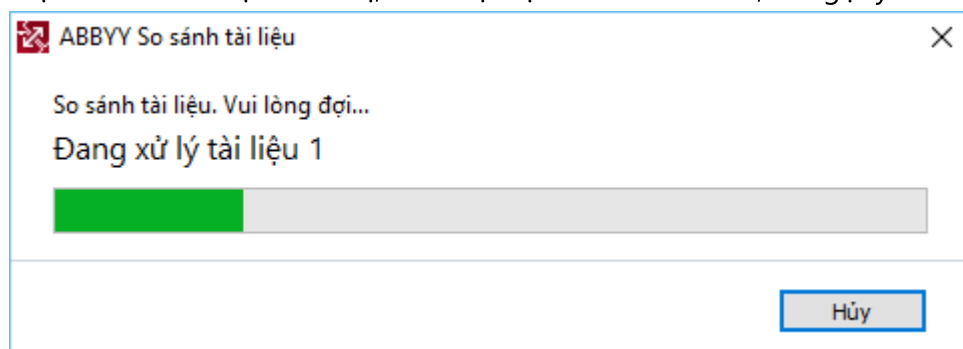 ABBYY So sánh tài liệu
So sánh tài liệu. Vui lòng đợi...
Đang xử lý tài liệu 1
Hủy